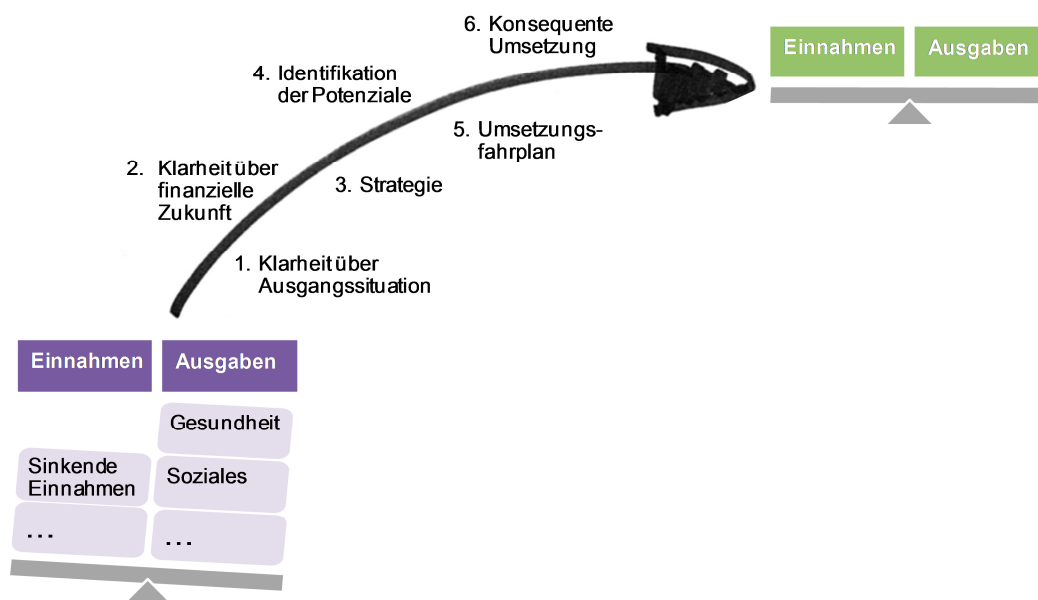 6. Konsequente
Umsetzung
Einnahmen
Ausgaben
4. Identifikation
der Potenziale
5. Umsetzungs-
fahrplan
2. Klarheit über
finanzielle
Zukunft
3. Strategie
1. Klarheit über
Ausgangssituation
Einnahmen
Ausgaben
Gesundheit
Sinkende
Einnahmen
Soziales
...
...